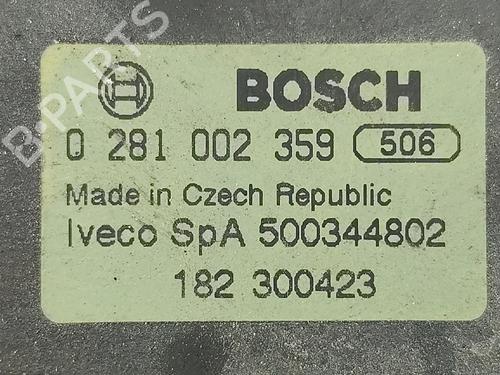 BOSCH
0 281 002 359 506
Made in Czech Republic
Iveco SpA 500344802
182 300423
B-PARTS